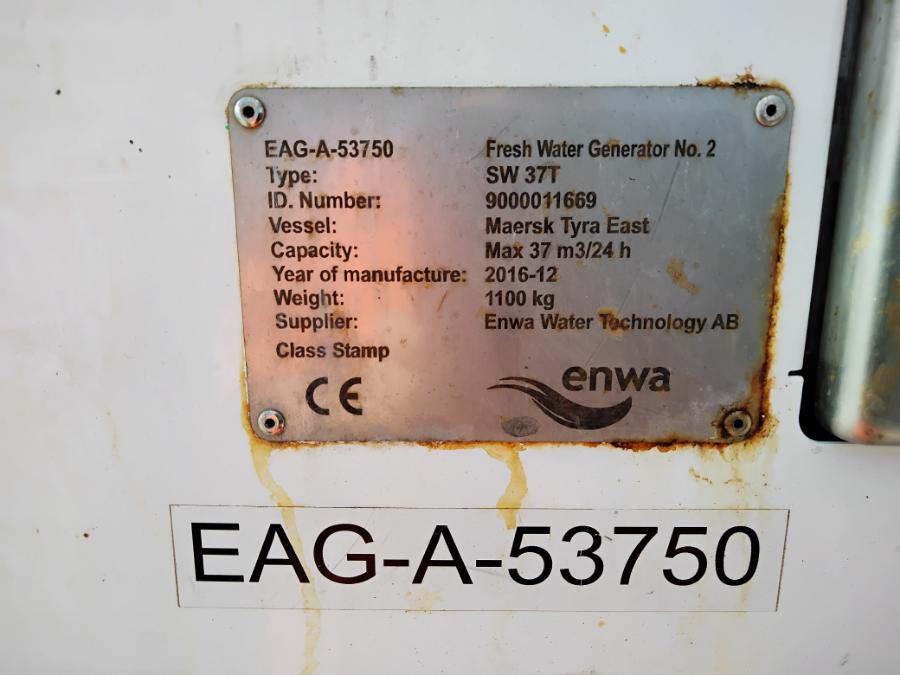 EAG-A-53750 Fresh Water Generator No. 2
Type: SW 37T
ID. Number: 9000011669
Vessel: Maersk Tyra East
Capacity: Max 37 m3/24 h
Year of manufacture: 2016-12
Weight: 1100 kg
Supplier: Enwa Water Technology AB
Class Stamp
CE enwa
EAG-A-53750